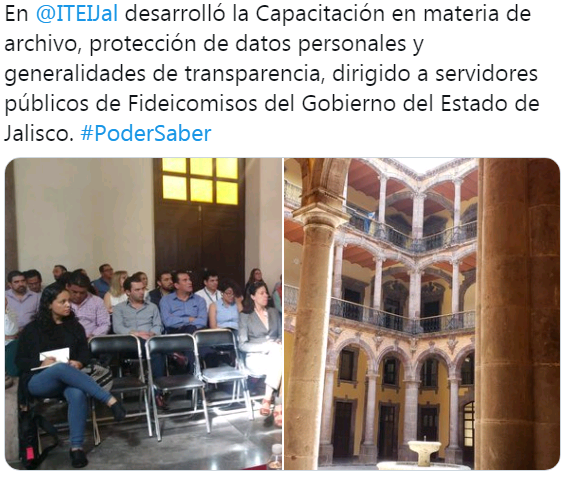 En @ITEIJal desarrolló la Capacitación en materia de
archivo, protección de datos personales y
generalidades de transparencia, dirigido a servidores
públicos de Fideicomisos del Gobierno del Estado de
Jalisco. #PoderSaber